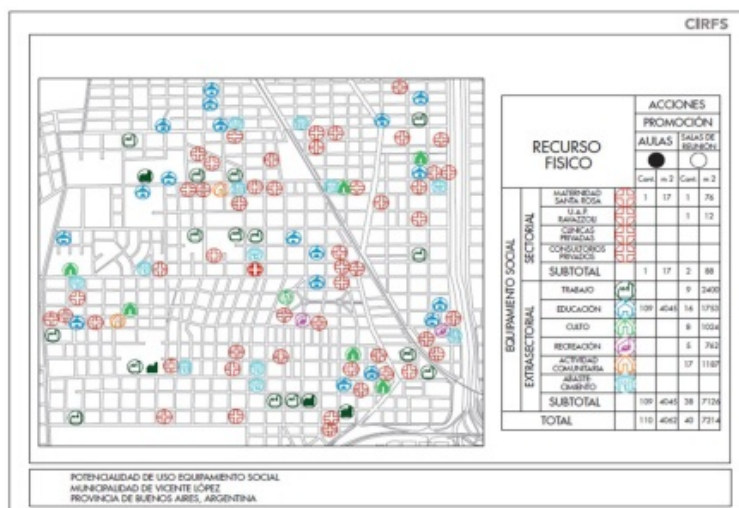 CIRFS
RECURSO
FISICO
ACCIONES
PROMOCIÓN
AULAS
SALAS DE
REUNIÓN
Cant. m 2 Cant. m 2
EQUIPAMIENTO SOCIAL
SECTORIAL
MATERNIDAD
SANTA ROSA 1 17 1 76
U.A.P.
RAVAZZOLI 1 12
CLINICAS
PRIVADAS
CONSULTORIOS
PRIVADOS
SUBTOTAL 1 17 2 88
EXTRASECTORIAL
TRABAJO 9 2400
EDUCACIÓN 109 4045 16 1753
CULTO 8 1024
RECREACIÓN 5 762
ACTIVIDAD
COMUNITARIA 17 1187
ABASTE-
CIMIENTO
SUBTOTAL 109 4045 38 7126
TOTAL 110 4062 40 7214
POTENCIALIDAD DE USO EQUIPAMIENTO SOCIAL
MUNICIPALIDAD DE VICENTE LÓPEZ
PROVINCIA DE BUENOS AIRES, ARGENTINA